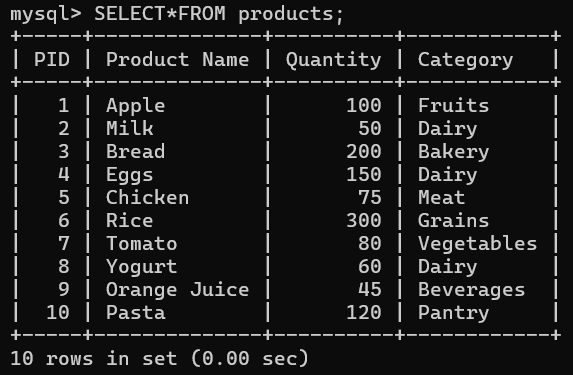 mysql> SELECT*FROM products;
+-----+--------------+----------+------------+
| PID | Product Name | Quantity | Category   |
+-----+--------------+----------+------------+
|   1 | Apple        |      100 | Fruits     |
|   2 | Milk         |       50 | Dairy      |
|   3 | Bread        |      200 | Bakery     |
|   4 | Eggs         |      150 | Dairy      |
|   5 | Chicken      |       75 | Meat       |
|   6 | Rice         |      300 | Grains     |
|   7 | Tomato       |       80 | Vegetables |
|   8 | Yogurt       |       60 | Dairy      |
|   9 | Orange Juice |       45 | Beverages  |
|  10 | Pasta        |      120 | Pantry     |
+-----+--------------+----------+------------+
10 rows in set (0.00 sec)